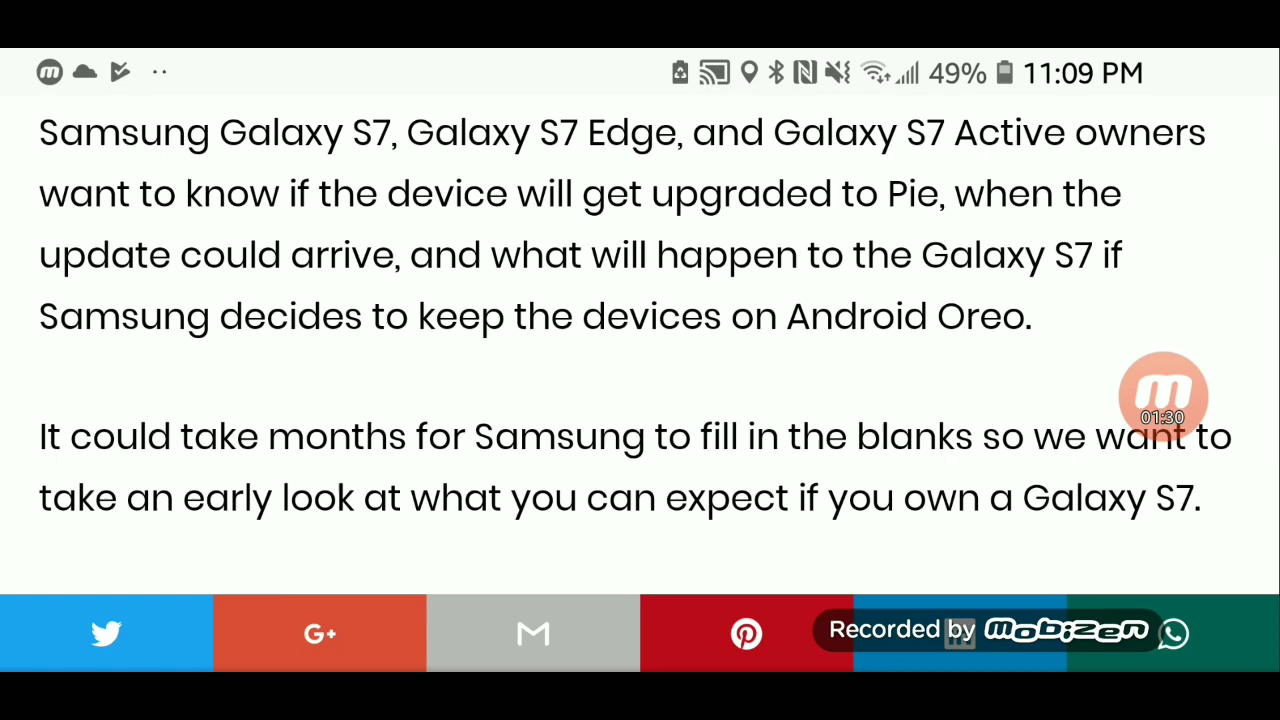 49% 11:09 PM
Samsung Galaxy S7, Galaxy S7 Edge, and Galaxy S7 Active owners
want to know if the device will get upgraded to Pie, when the
update could arrive, and what will happen to the Galaxy S7 if
Samsung decides to keep the devices on Android Oreo.
01:30
It could take months for Samsung to fill in the blanks so we want to
take an early look at what you can expect if you own a Galaxy S7.
G+
Recorded by mobizen
in